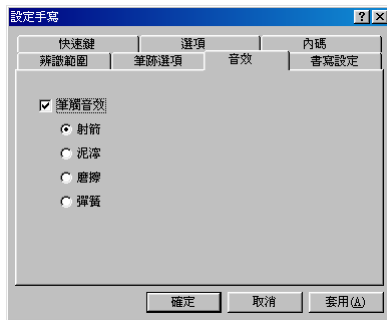 設定手寫
快速鍵 選項 內碼
辨識範圍 筆跡選項 音效 書寫設定
筆觸音效
射箭
泥濘
磨擦
彈簧
確定 取消 套用(A)